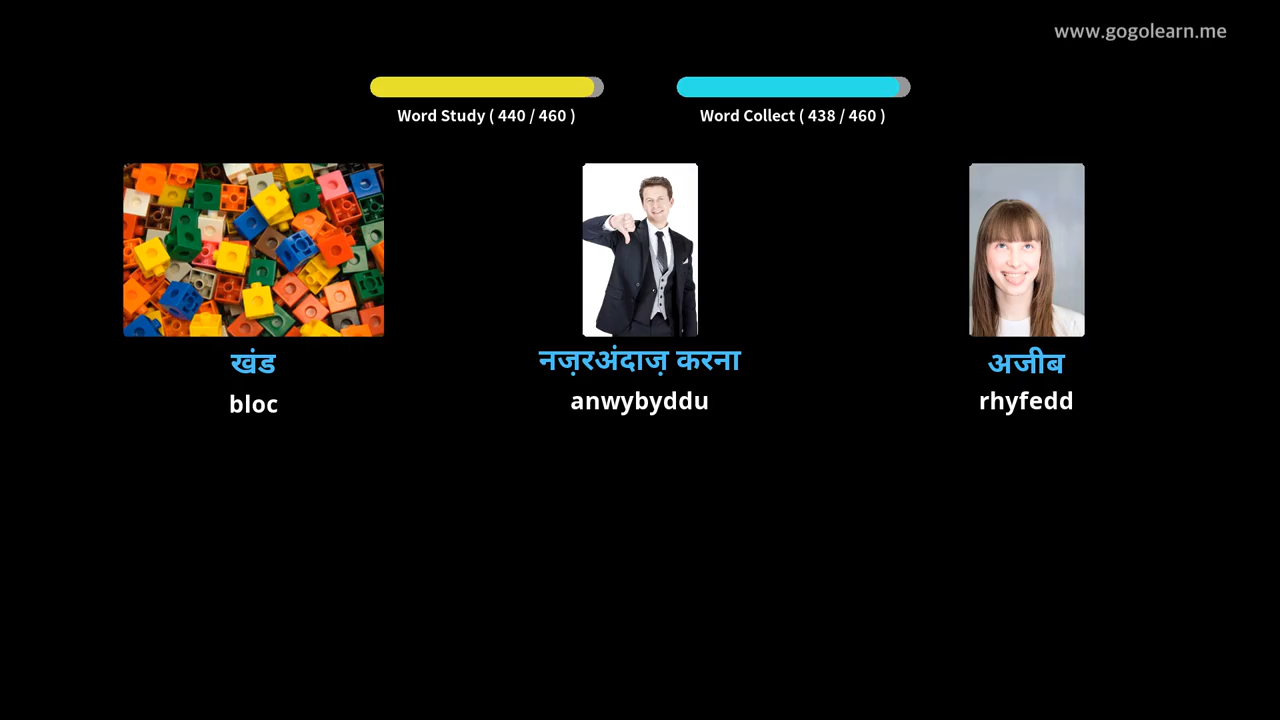 www.gogolearn.me
Word Study ( 440 / 460 )
Word Collect ( 438 / 460 )
खंड
नज़रअंदाज़ करना
अजीब
bloc
anwybyddu
rhyfedd